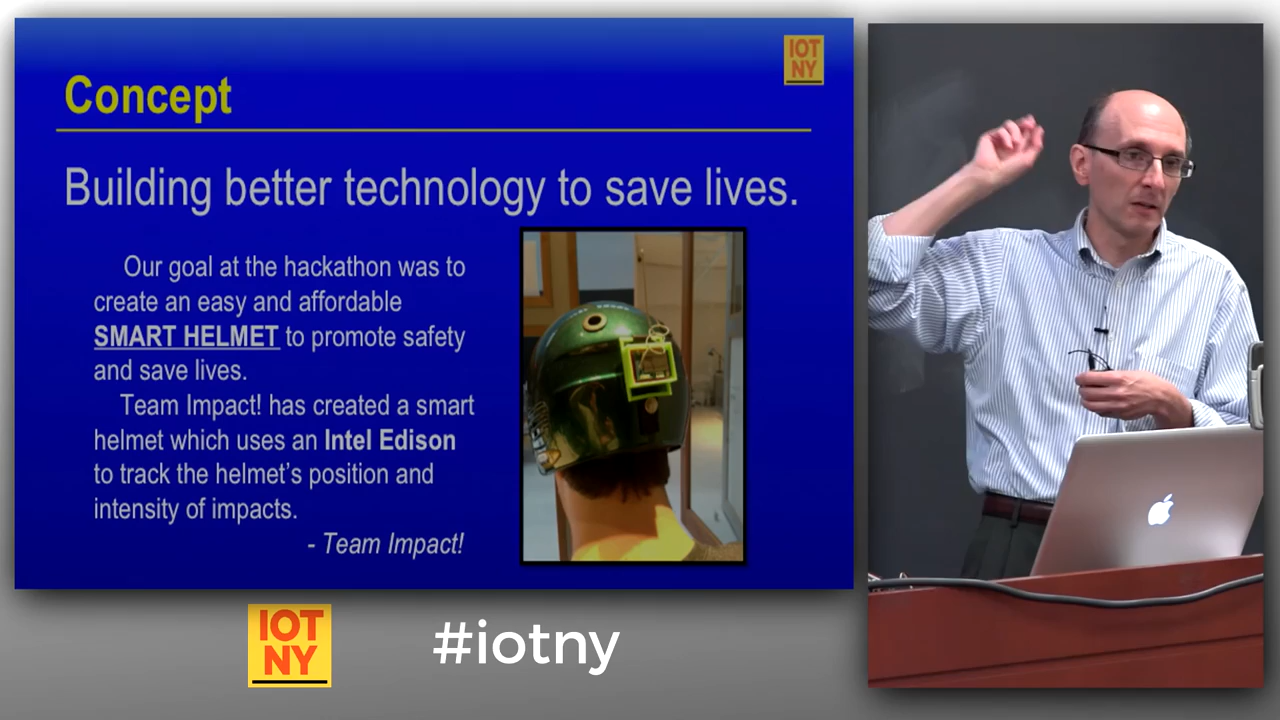 IOT
NY
Concept
Building better technology to save lives.
Our goal at the hackathon was to
create an easy and affordable
SMART HELMET to promote safety
and save lives.
Team Impact! has created a smart
helmet which uses an Intel Edison
to track the helmet's position and
intensity of impacts.
- Team Impact!
IOT
NY
#iotny